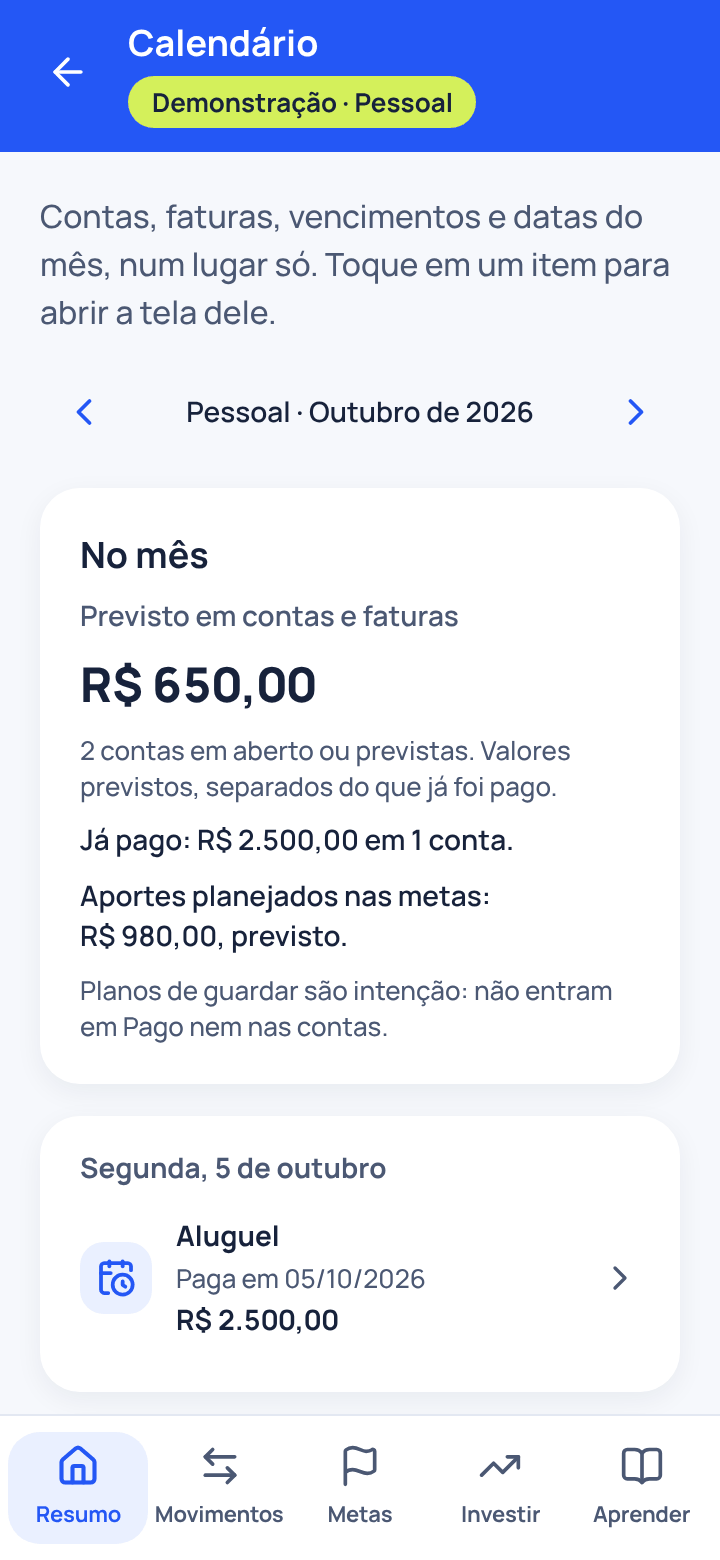 Calendário
Demonstração · Pessoal
Contas, faturas, vencimentos e datas do
mês, num lugar só. Toque em um item para
abrir a tela dele.
Pessoal · Outubro de 2026
No mês
Previsto em contas e faturas
R$ 650,00
2 contas em aberto ou previstas. Valores
previstos, separados do que já foi pago.
Já pago: R$ 2.500,00 em 1 conta.
Aportes planejados nas metas:
R$ 980,00, previsto.
Planos de guardar são intenção: não entram
em Pago nem nas contas.
Segunda, 5 de outubro
Aluguel
Paga em 05/10/2026
R$ 2.500,00
Resumo
Movimentos
Metas
Investir
Aprender